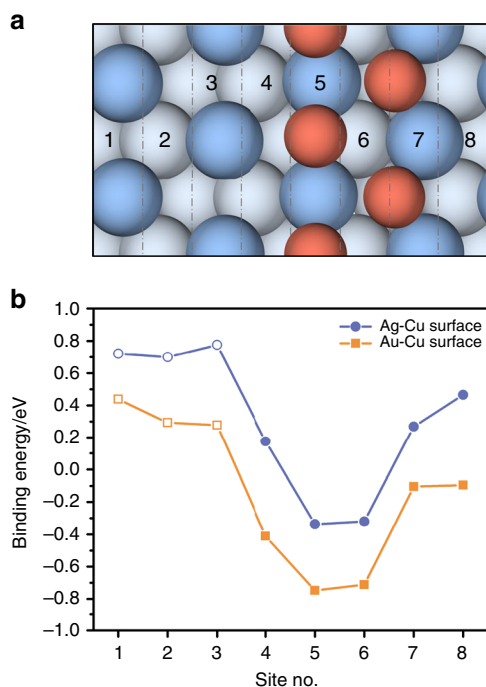 a
3 4 5
1 2 6 7 8
b
1.0
0.8
0.6
0.4
0.2
0.0
−0.2
−0.4
−0.6
−0.8
−1.0
Binding energy/eV
Ag-Cu surface
Au-Cu surface
1 2 3 4 5 6 7 8
Site no.